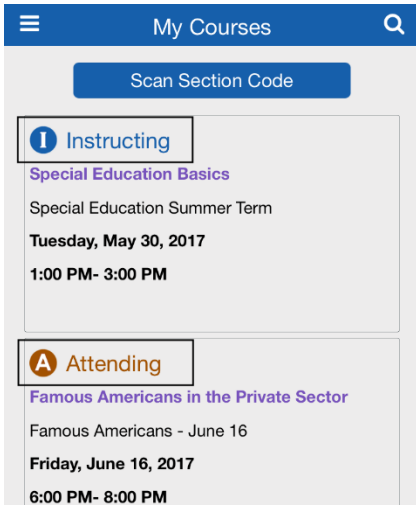 My Courses
Scan Section Code
I Instructing
Special Education Basics
Special Education Summer Term
Tuesday, May 30, 2017
1:00 PM- 3:00 PM
A Attending
Famous Americans in the Private Sector
Famous Americans - June 16
Friday, June 16, 2017
6:00 PM- 8:00 PM